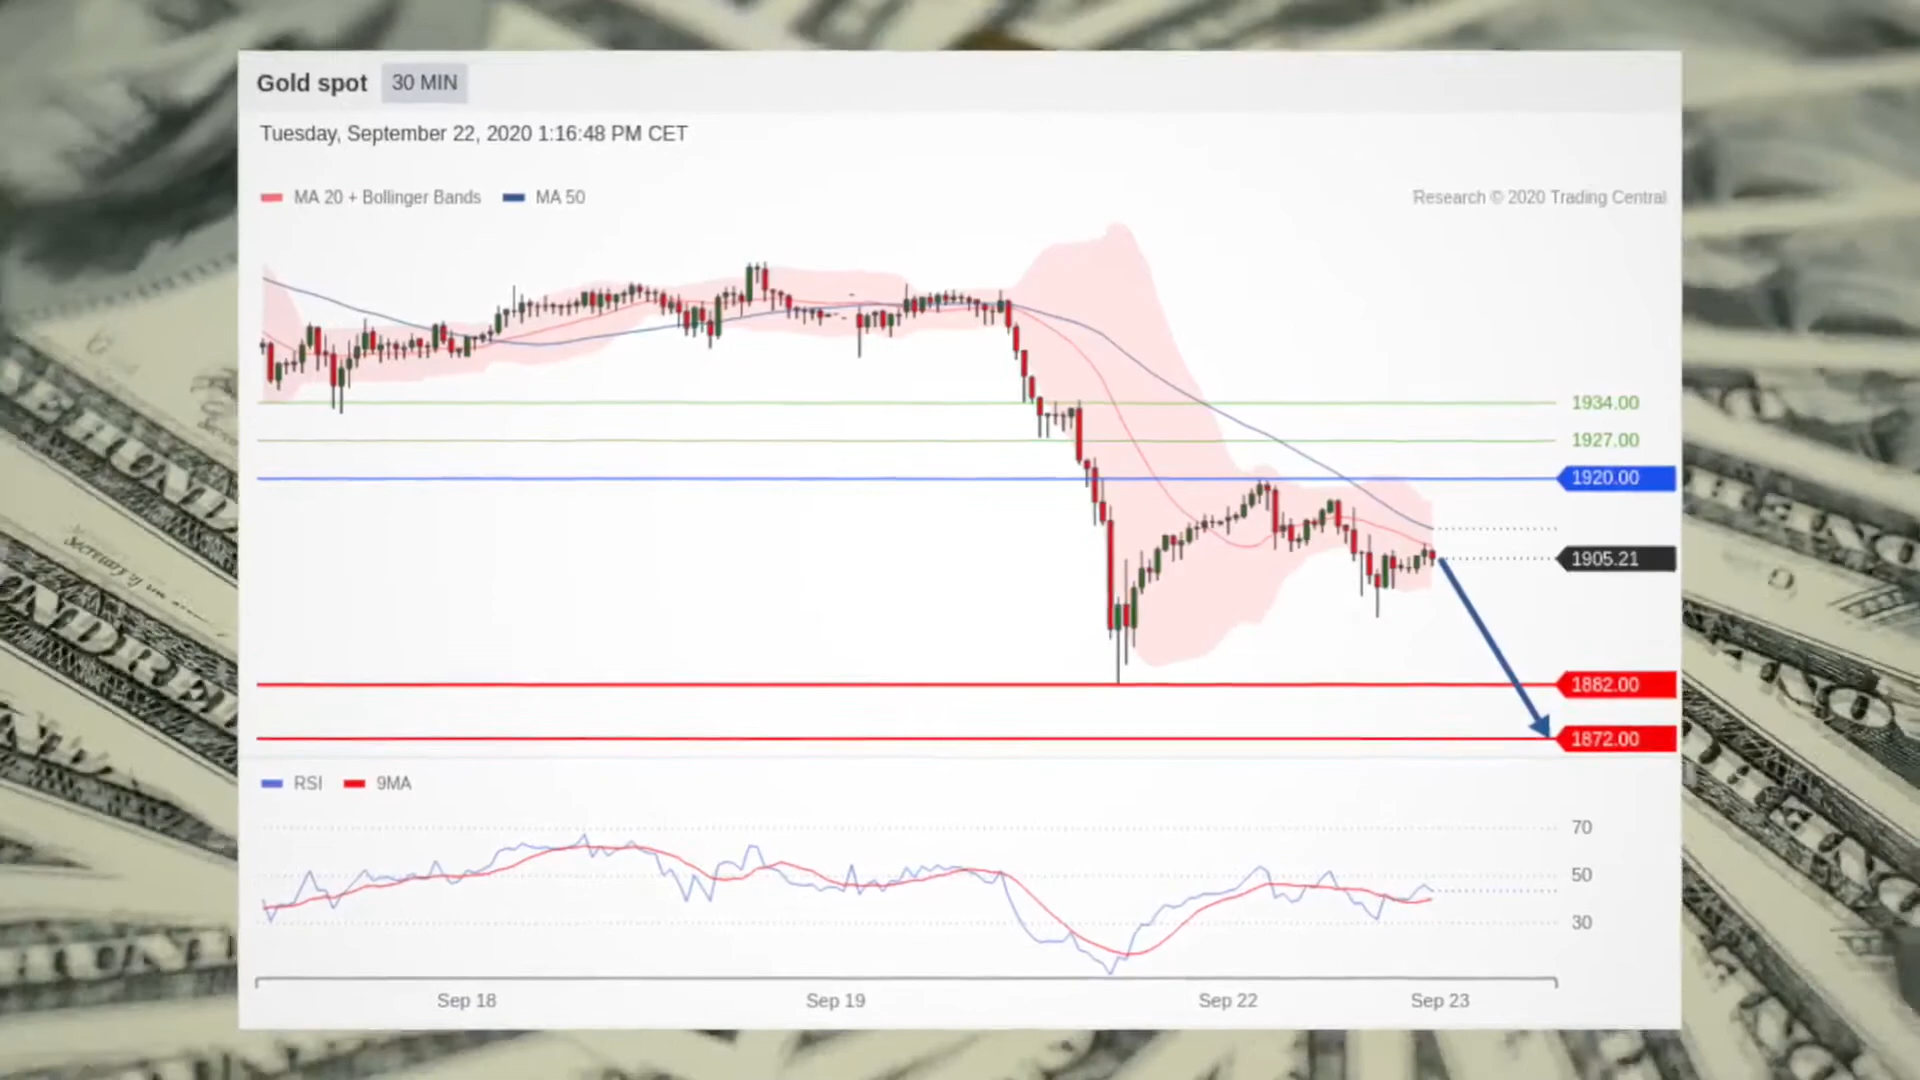 Gold spot 30 MIN
Tuesday, September 22, 2020 1:16:48 PM CET
MA 20 + Bollinger Bands MA 50 Research © 2020 Trading Central
1934.00
1927.00
1920.00
1905.21
1882.00
1872.00
RSI 9MA
70
50
30
Sep 18 Sep 19 Sep 22 Sep 23